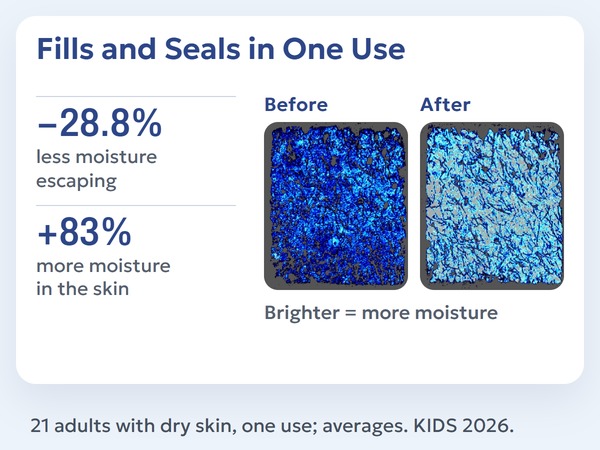 Fills and Seals in One Use
−28.8%
less moisture
escaping
+83%
more moisture
in the skin
Before
After
Brighter = more moisture
21 adults with dry skin, one use; averages. KIDS 2026.